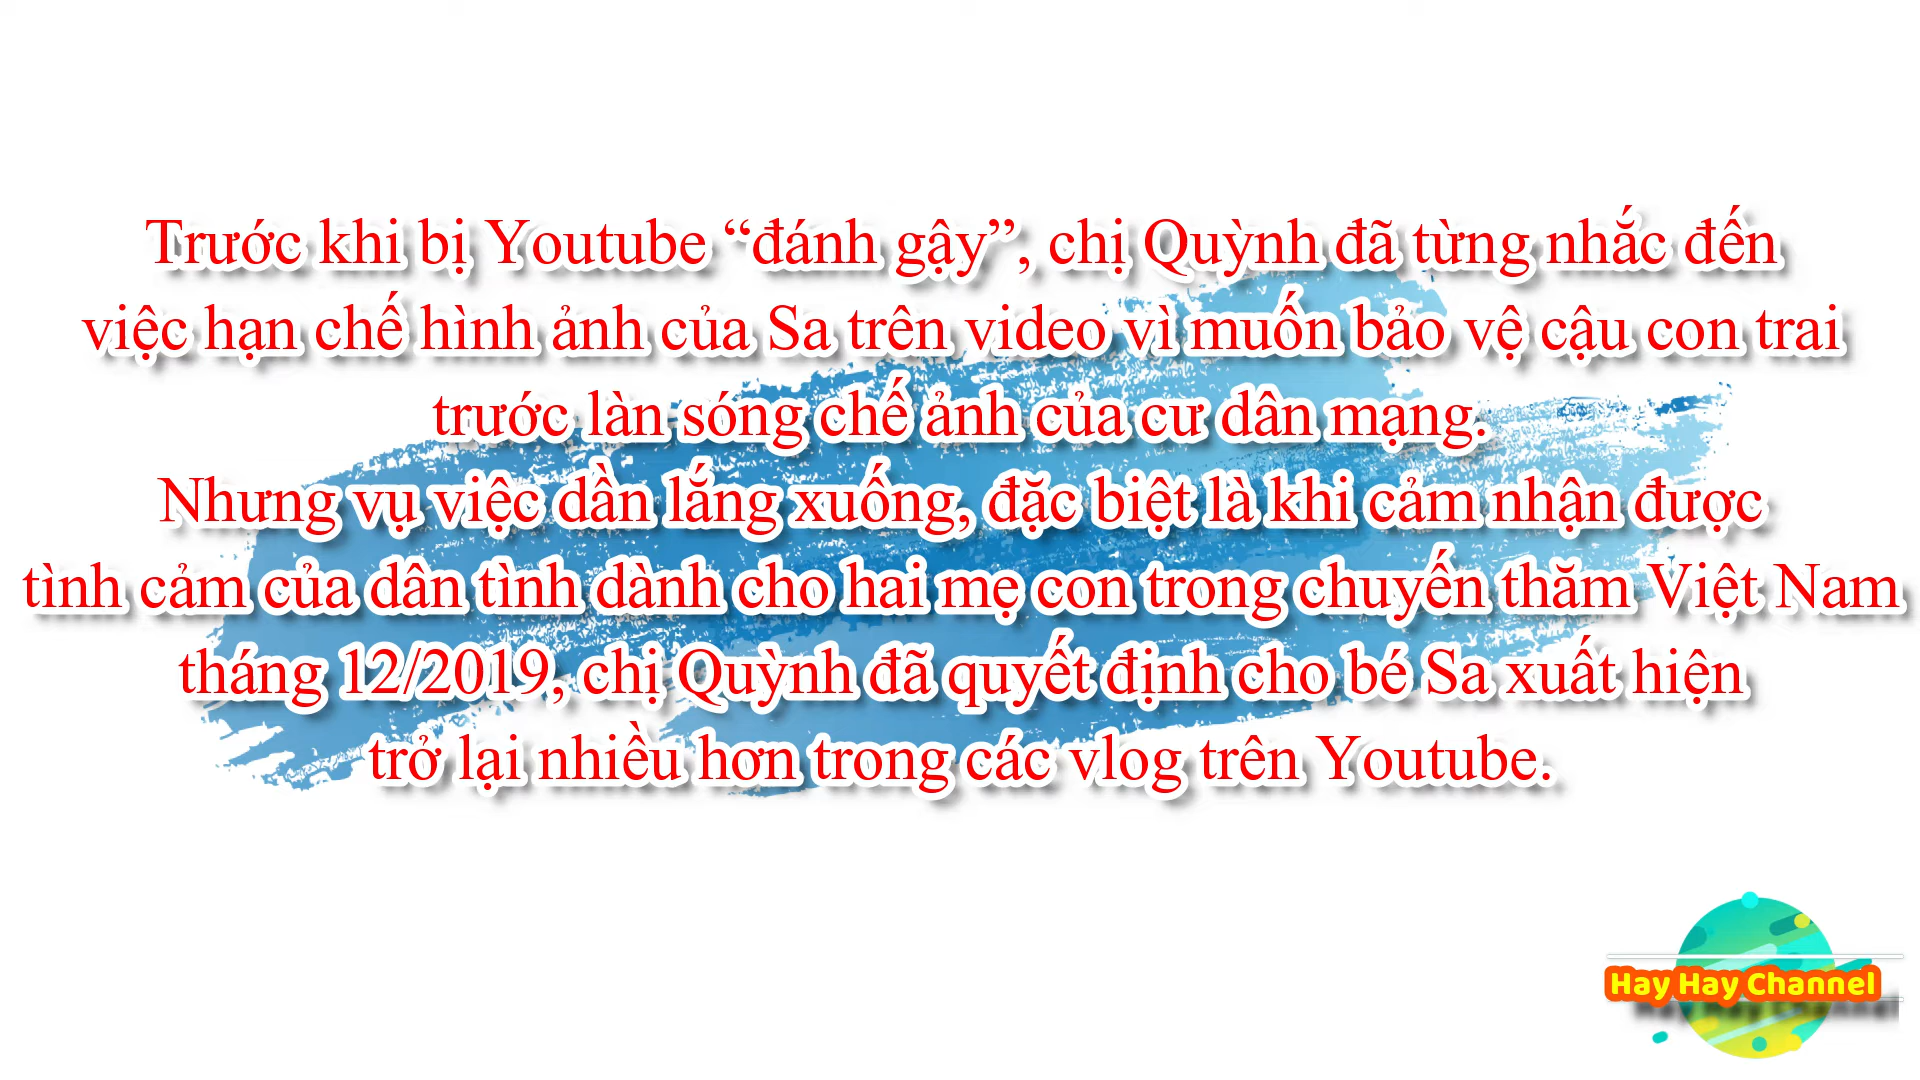 Trước khi bị Youtube “đánh gậy”, chị Quỳnh đã từng nhắc đến
việc hạn chế hình ảnh của Sa trên video vì muốn bảo vệ cậu con trai
trước làn sóng chế ảnh của cư dân mạng.
Nhưng vụ việc dần lắng xuống, đặc biệt là khi cảm nhận được
tình cảm của dân tình dành cho hai mẹ con trong chuyến thăm Việt Nam
tháng 12/2019, chị Quỳnh đã quyết định cho bé Sa xuất hiện
trở lại nhiều hơn trong các vlog trên Youtube.
Hay Hay Channel